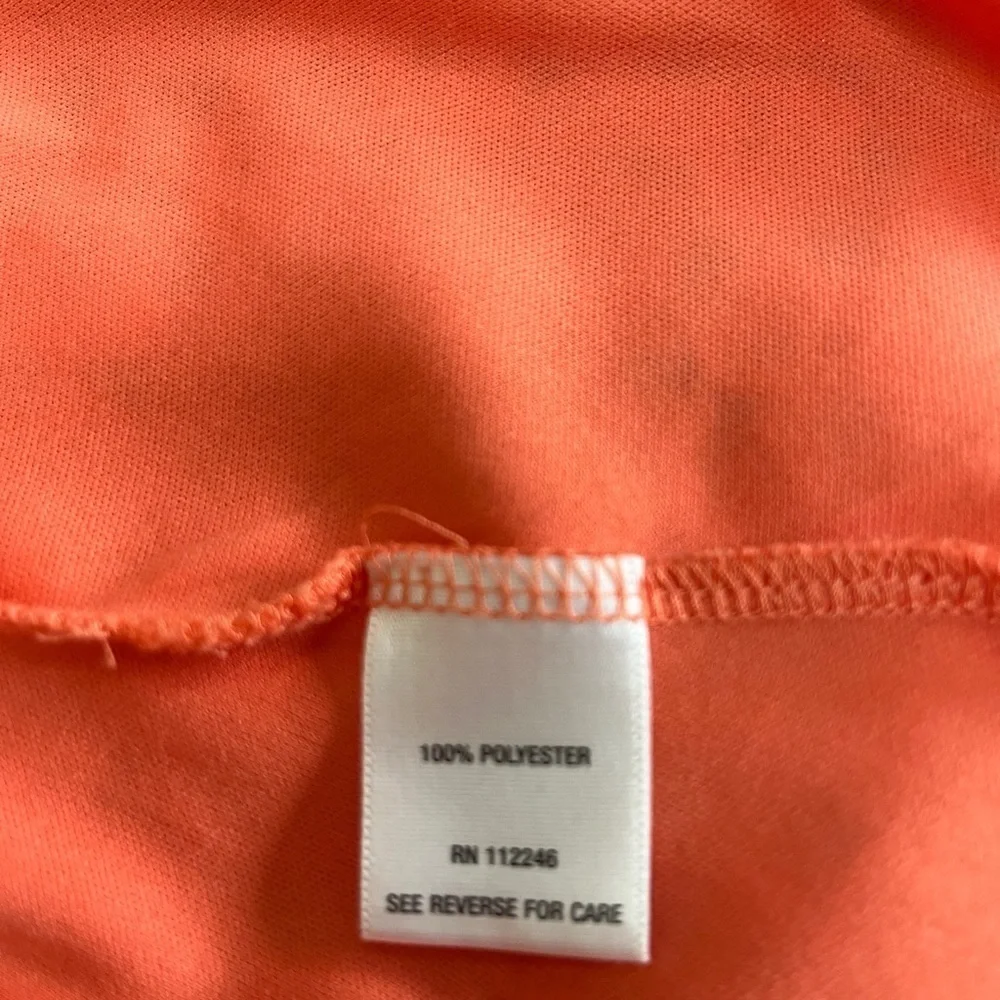 100% POLYESTER
RN 112246
SEE REVERSE FOR CARE